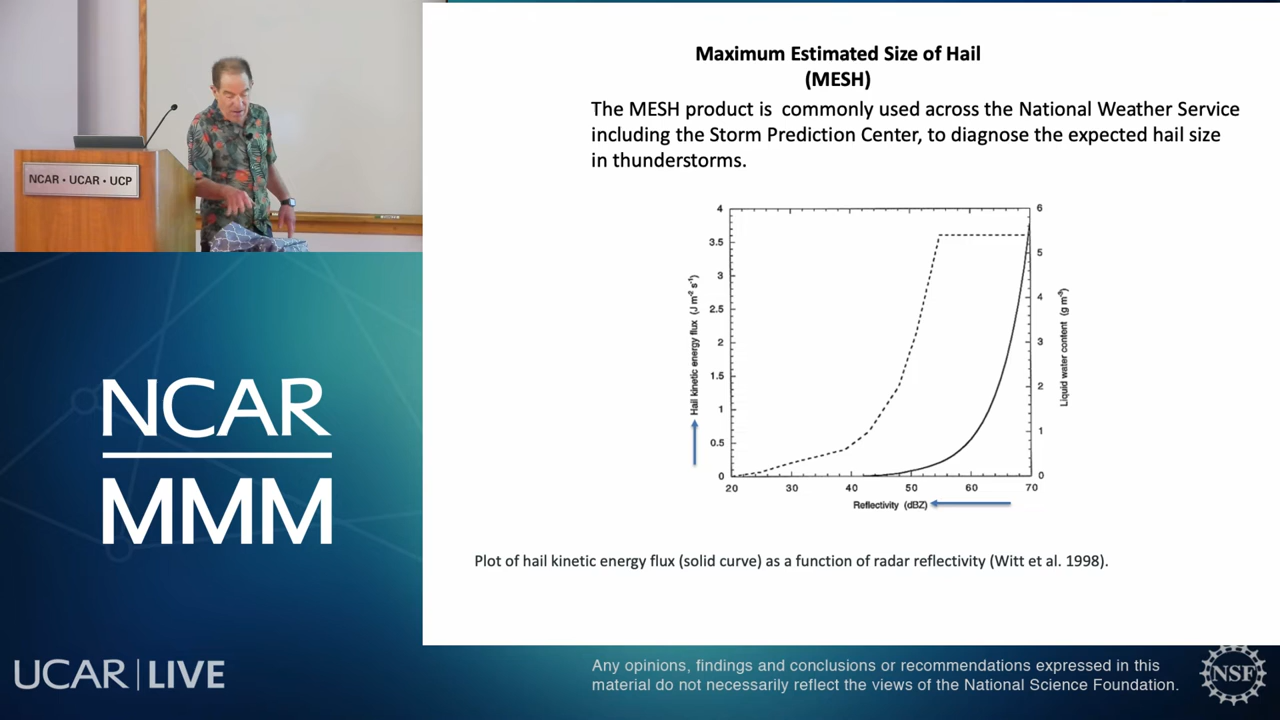 Maximum Estimated Size of Hail
(MESH)
The MESH product is commonly used across the National Weather Service
including the Storm Prediction Center, to diagnose the expected hail size
in thunderstorms.
4
3.5
3
2.5
2
1.5
1
0.5
0
Hail kinetic energy flux (J m⁻² s⁻¹)
6
5
4
3
2
1
0
Liquid water content (g m⁻³)
20 30 40 50 60 70
Reflectivity (dBZ)
Plot of hail kinetic energy flux (solid curve) as a function of radar reflectivity (Witt et al. 1998).
NCAR • UCAR • UCP
NCAR
MMM
UCAR | LIVE
Any opinions, findings and conclusions or recommendations expressed in this
material do not necessarily reflect the views of the National Science Foundation.
NSF